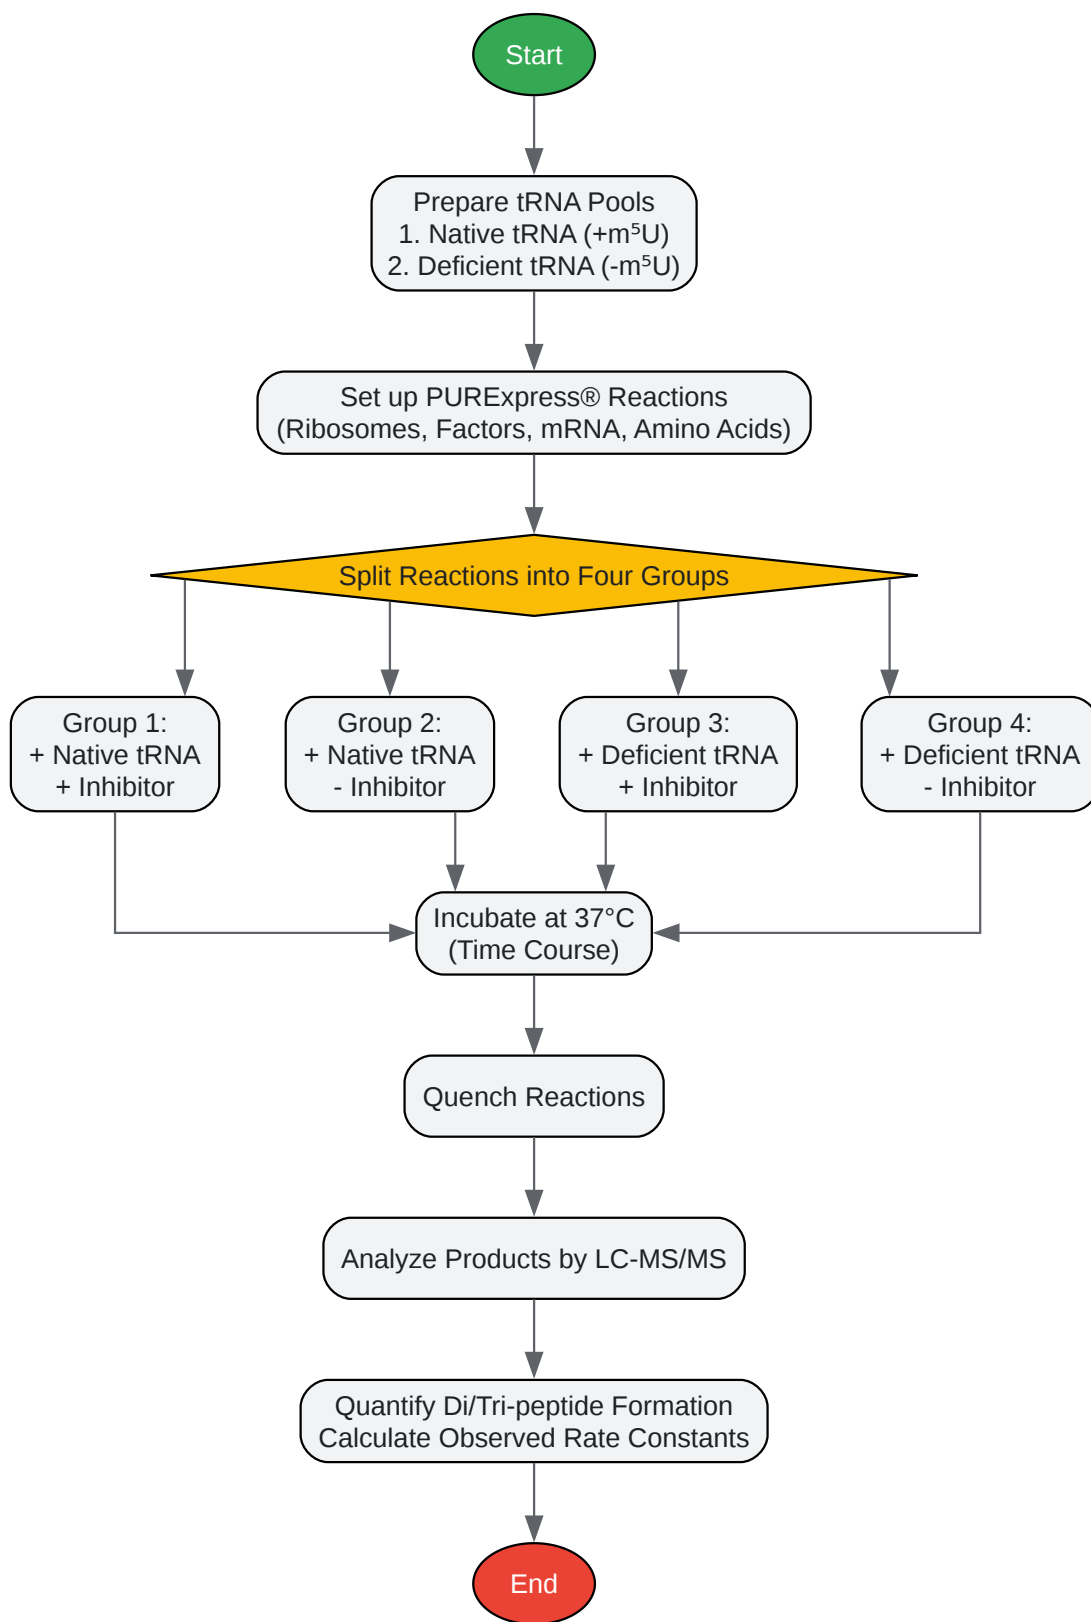 Start
Prepare tRNA Pools
1. Native tRNA (+m⁵U)
2. Deficient tRNA (-m⁵U)
Set up PURExpress® Reactions
(Ribosomes, Factors, mRNA, Amino Acids)
Split Reactions into Four Groups
Group 1:
+ Native tRNA
+ Inhibitor
Group 2:
+ Native tRNA
- Inhibitor
Group 3:
+ Deficient tRNA
+ Inhibitor
Group 4:
+ Deficient tRNA
- Inhibitor
Incubate at 37°C
(Time Course)
Quench Reactions
Analyze Products by LC-MS/MS
Quantify Di/Tri-peptide Formation
Calculate Observed Rate Constants
End